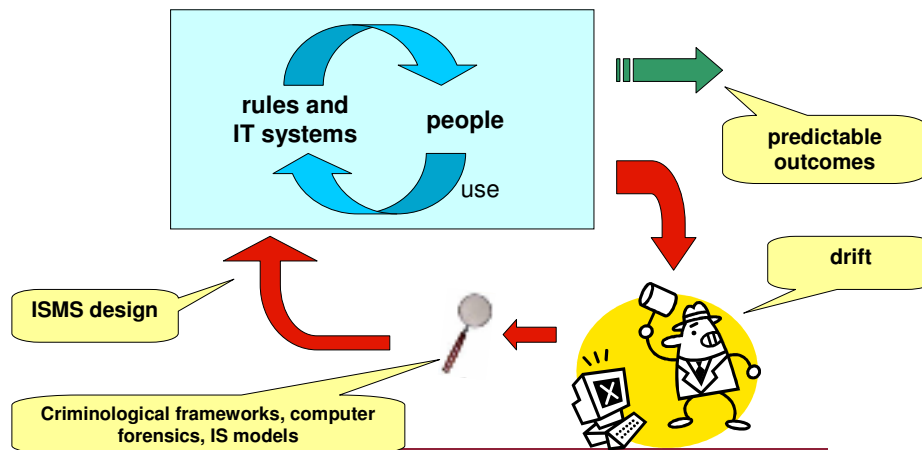 rules and
IT systems
people
use
predictable
outcomes
drift
ISMS design
Criminological frameworks, computer
forensics, IS models
X